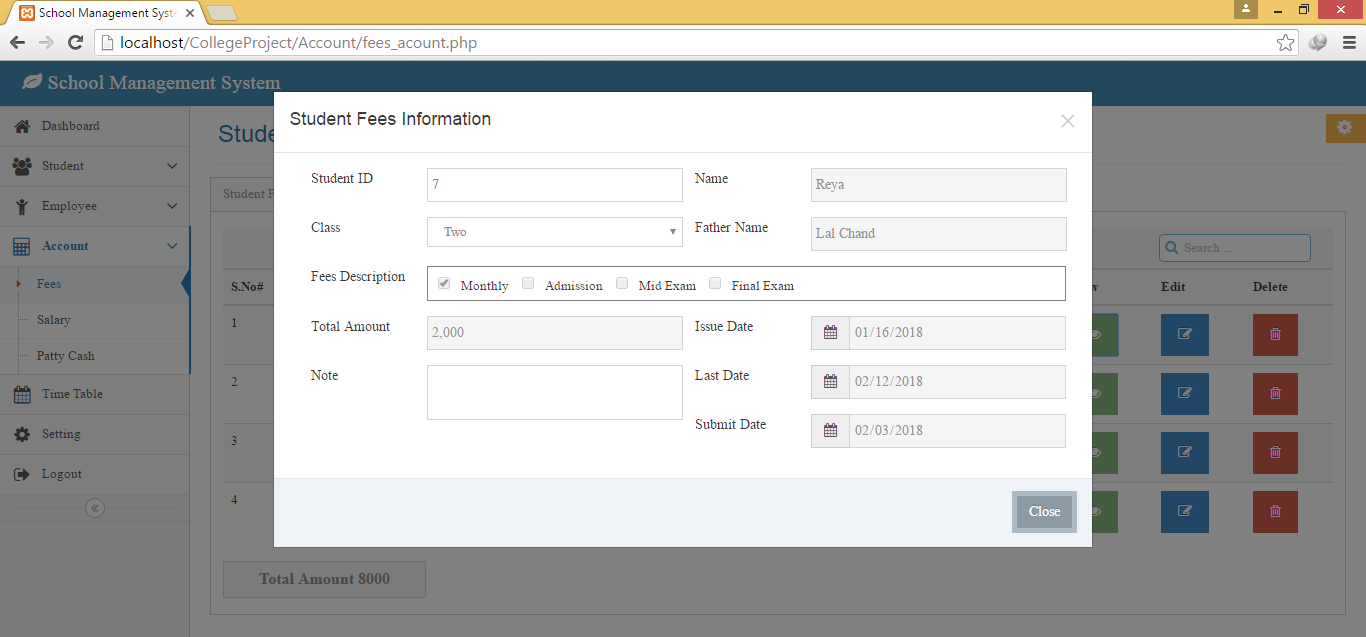 School Management Syste
localhost/CollegeProject/Account/fees_acount.php
School Management System
Dashboard
Student
Employee
Account
Fees
Salary
Patty Cash
Time Table
Setting
Logout
Student Fees Information
Student ID 7 Name Reya
Class Two Father Name Lal Chand
Fees Description Monthly Admission Mid Exam Final Exam
Total Amount 2,000 Issue Date 01/16/2018
Note Last Date 02/12/2018
Submit Date 02/03/2018
Close
Stude
Student F
Search ...
S.No# w Edit Delete
1
2
3
4
Total Amount 8000